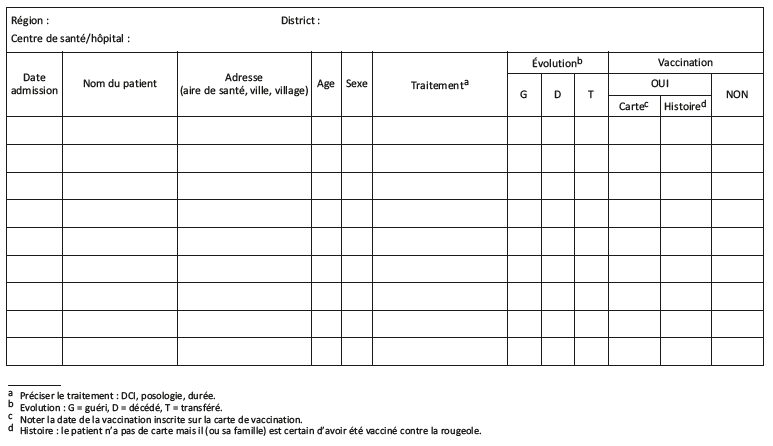 Région : District :
Centre de santé/hôpital :
Date admission Nom du patient Adresse (aire de santé, ville, village) Age Sexe Traitementa Évolutionb Vaccination
G D T OUI NON
Cartec Histoired
a Préciser le traitement : DCI, posologie, durée.
b Evolution : G = guéri, D = décédé, T = transféré.
c Noter la date de la vaccination inscrite sur la carte de vaccination.
d Histoire : le patient n’a pas de carte mais il (ou sa famille) est certain d’avoir été vacciné contre la rougeole.